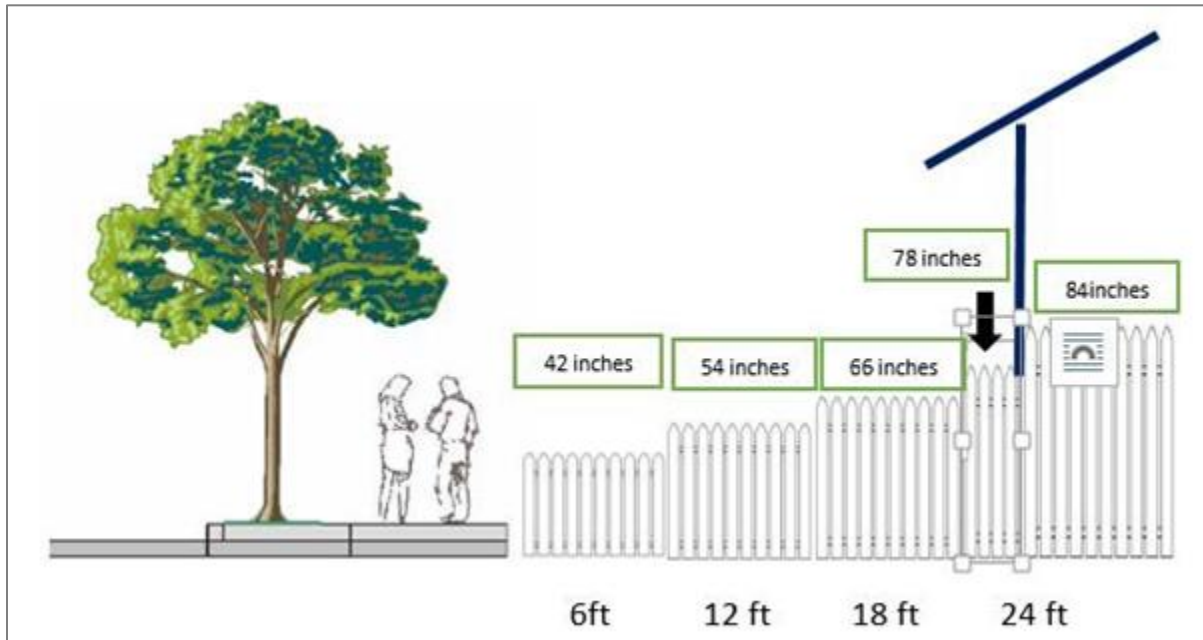 78 inches
84inches
42 inches
54 inches
66 inches
6ft
12 ft
18 ft
24 ft